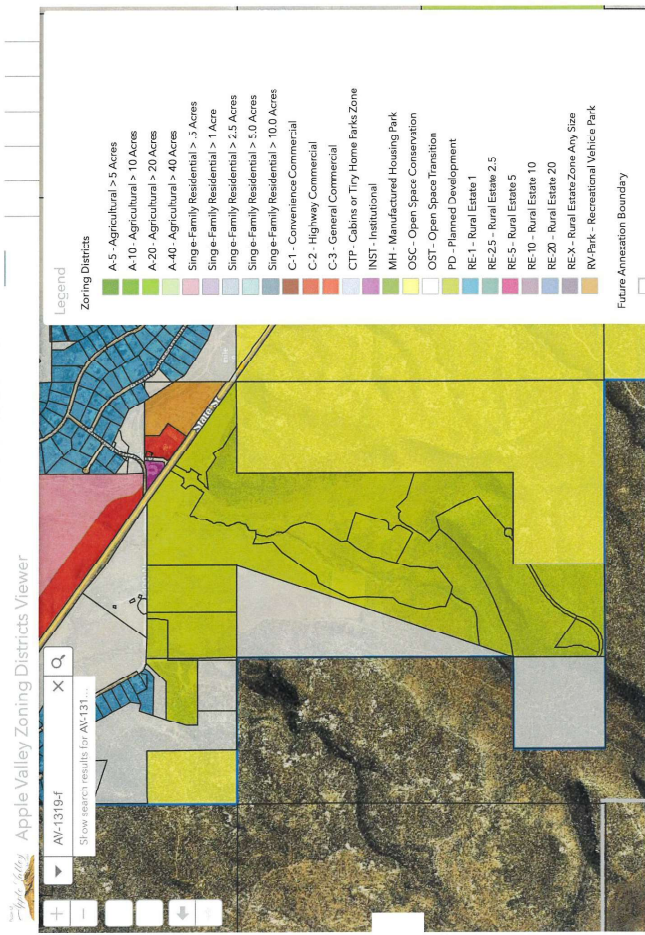 Apple Valley
Apple Valley Zoning Districts Viewer
AV-1319-f
Show search results for AV-131...
State St
Legend
Zoring Districts
A-5 - Agricultural > 5 Acres
A-10 - Agricultural > 10 Acres
A-20 - Agricultural > 20 Acres
A-40 - Agricultural > 40 Acres
Singe-Family Residential > .5 Acres
Singe-Family Residential > 1 Acre
Singe-Family Residential > 2.5 Acres
Singe-Family Residential > 5.0 Acres
Singe-Family Residential > 10.0 Acres
C-1 - Convenience Commercial
C-2 - Highway Commercial
C-3 - General Commercial
CTP - Cabins or Tiny Home Parks Zone
INST - Institutional
MH - Manufactured Housing Park
OSC - Open Space Conservation
OST - Open Space Transition
PD - Planned Development
RE-1 - Rural Estate 1
RE-2.5 - Rural Estate 2.5
RE-5 - Rural Estate 5
RE-10 - Rural Estate 10
RE-20 - Rural Estate 20
RE-X - Rural Estate Zone Any Size
RV-Park - Recreational Vehice Park
Future Annexation Boundary